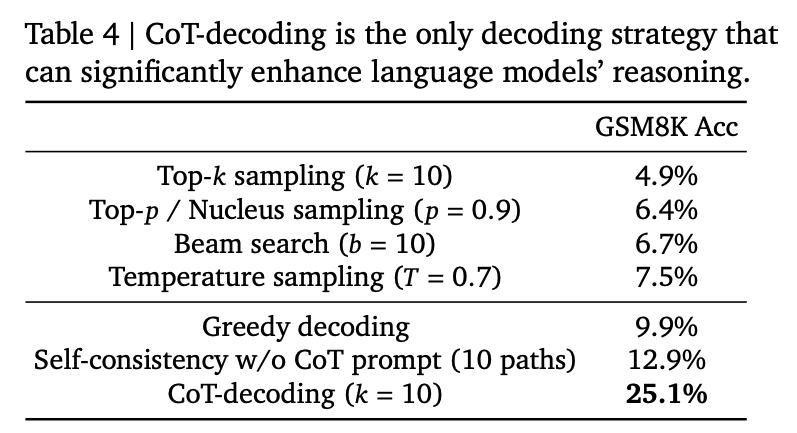 Table 4 | CoT-decoding is the only decoding strategy that
can significantly enhance language models’ reasoning.
GSM8K Acc
Top-k sampling (k = 10) 4.9%
Top-p / Nucleus sampling (p = 0.9) 6.4%
Beam search (b = 10) 6.7%
Temperature sampling (T = 0.7) 7.5%
Greedy decoding 9.9%
Self-consistency w/o CoT prompt (10 paths) 12.9%
CoT-decoding (k = 10) 25.1%